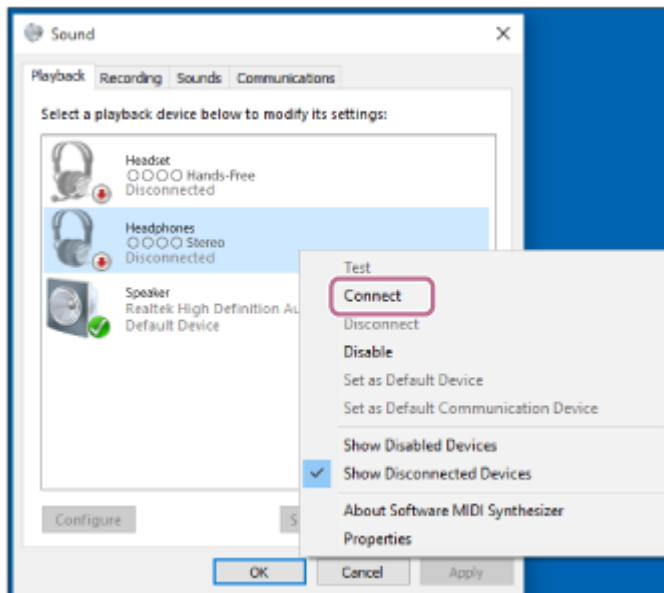 Sound
Playback Recording Sounds Communications
Select a playback device below to modify its settings:
Headset
○○○○ Hands-Free
Disconnected
Headphones
○○○○ Stereo
Disconnected
Speaker
Realtek High Definition
Default Device
Test
Connect
Disconnect
Disable
Set as Default Device
Set as Default Communication Device
Show Disabled Devices
Show Disconnected Devices
About Software MIDI Synthesizer
Properties
Configure
OK Cancel Apply